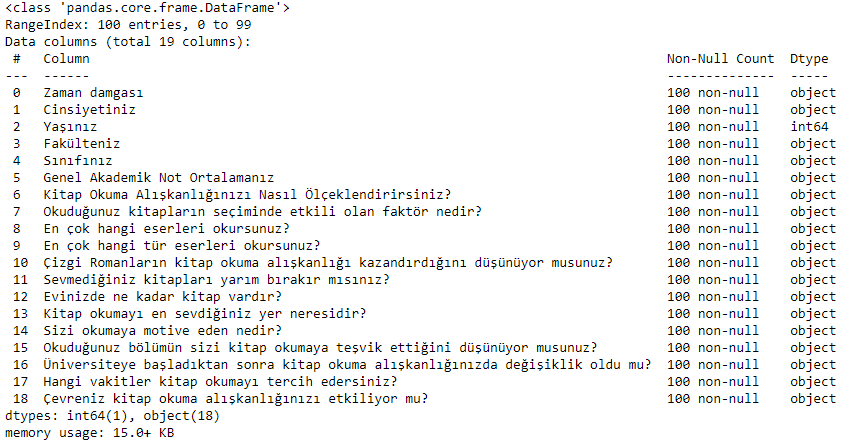 <class 'pandas.core.frame.DataFrame'>
RangeIndex: 100 entries, 0 to 99
Data columns (total 19 columns):
 #   Column                                                                      Non-Null Count  Dtype
---  ------                                                                      --------------  -----
 0   Zaman damgası                                                               100 non-null    object
 1   Cinsiyetiniz                                                                100 non-null    object
 2   Yaşınız                                                                     100 non-null    int64
 3   Fakülteniz                                                                  100 non-null    object
 4   Sınıfınız                                                                   100 non-null    object
 5   Genel Akademik Not Ortalamanız                                              100 non-null    object
 6   Kitap Okuma Alışkanlığınızı Nasıl Ölçeklendirirsiniz?                       100 non-null    object
 7   Okuduğunuz kitapların seçiminde etkili olan faktör nedir?                   100 non-null    object
 8   En çok hangi eserleri okursunuz?                                            100 non-null    object
 9   En çok hangi tür eserleri okursunuz?                                        100 non-null    object
 10  Çizgi Romanların kitap okuma alışkanlığı kazandırdığını düşünüyor musunuz?  100 non-null    object
 11  Sevmediğiniz kitapları yarım bırakır mısınız?                               100 non-null    object
 12  Evinizde ne kadar kitap vardır?                                             100 non-null    object
 13  Kitap okumayı en sevdiğiniz yer neresidir?                                  100 non-null    object
 14  Sizi okumaya motive eden nedir?                                             100 non-null    object
 15  Okuduğunuz bölümün sizi kitap okumaya teşvik ettiğini düşünüyor musunuz?    100 non-null    object
 16  Üniversiteye başladıktan sonra kitap okuma alışkanlığınızda değişiklik oldu mu?  100 non-null    object
 17  Hangi vakitler kitap okumayı tercih edersiniz?                              100 non-null    object
 18  Çevreniz kitap okuma alışkanlığınızı etkiliyor mu?                          100 non-null    object
dtypes: int64(1), object(18)
memory usage: 15.0+ KB